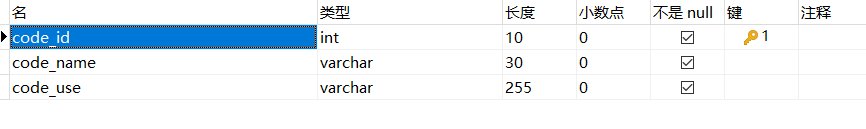 名 类型 长度 小数点 不是 null 键 注释
code_id int 10 0 1
code_name varchar 30 0
code_use varchar 255 0